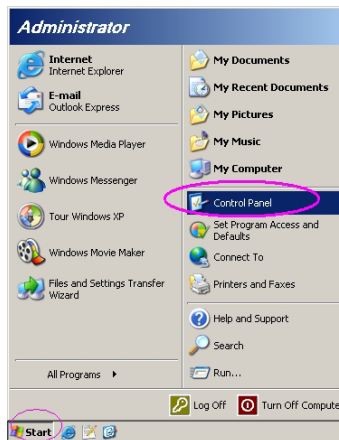 Administrator
Internet
Internet Explorer
E-mail
Outlook Express
Windows Media Player
Windows Messenger
Tour Windows XP
Windows Movie Maker
Files and Settings Transfer
Wizard
All Programs
My Documents
My Recent Documents
My Pictures
My Music
My Computer
Control Panel
Set Program Access and
Defaults
Connect To
Printers and Faxes
Help and Support
Search
Run...
Log Off
Turn Off Compute
Start